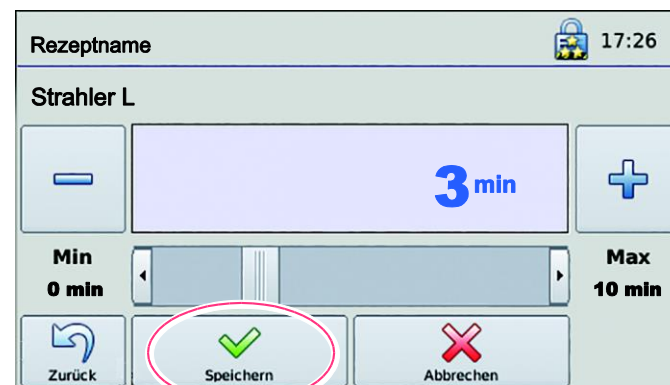 Rezeptname 17:26
Strahler L
3 min
Min Max
0 min 10 min
Zurück Speichern Abbrechen